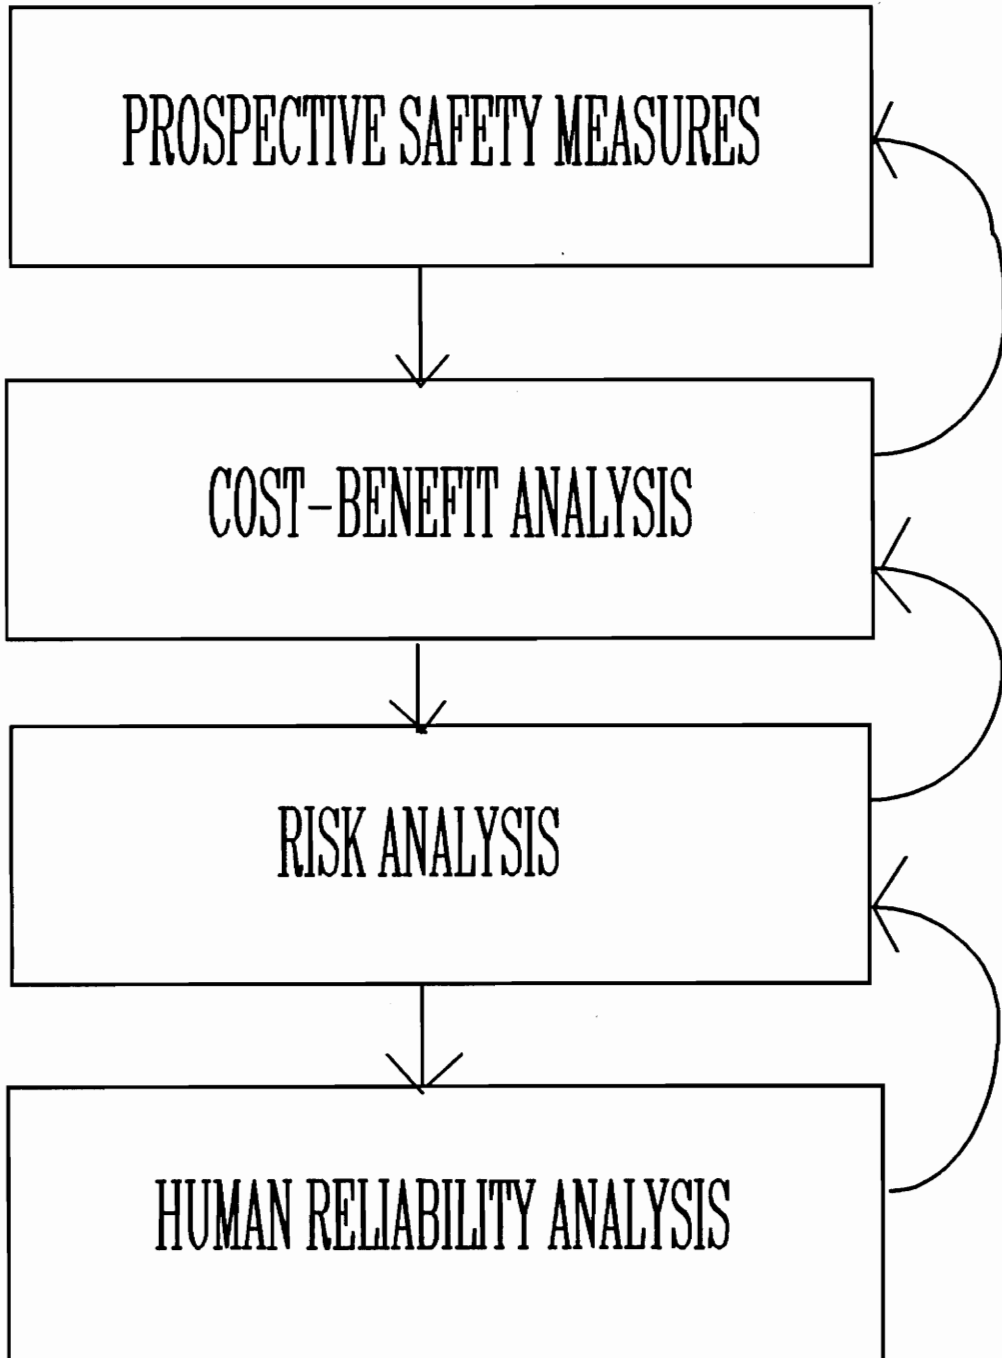 PROSPECTIVE SAFETY MEASURES
COST-BENEFIT ANALYSIS
RISK ANALYSIS
HUMAN RELIABILITY ANALYSIS